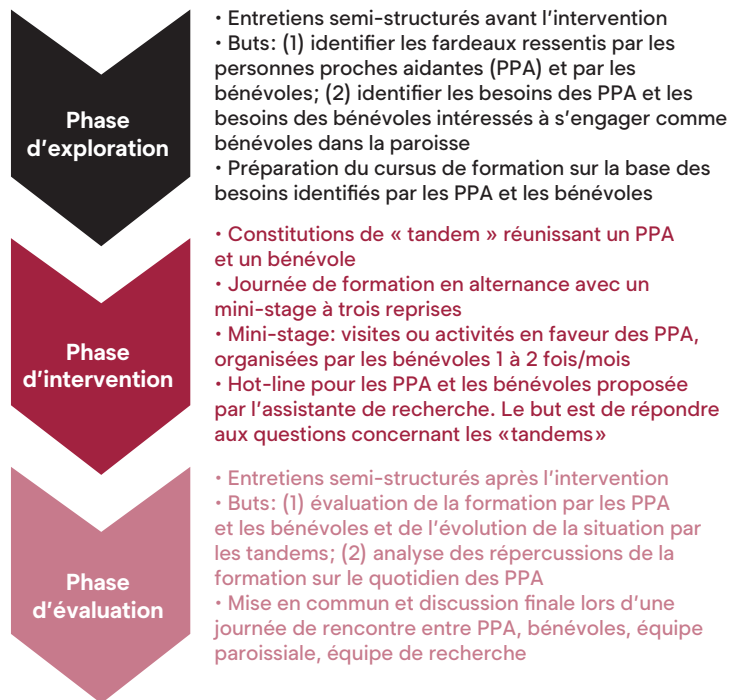 Phase
d'exploration
• Entretiens semi-structurés avant l'intervention
• Buts: (1) identifier les fardeaux ressentis par les
personnes proches aidantes (PPA) et par les
bénévoles; (2) identifier les besoins des PPA et les
besoins des bénévoles intéressés à s'engager comme
bénévoles dans la paroisse
• Préparation du cursus de formation sur la base des
besoins identifiés par les PPA et les bénévoles
Phase
d'intervention
• Constitutions de « tandem » réunissant un PPA
et un bénévole
• Journée de formation en alternance avec un
mini-stage à trois reprises
• Mini-stage: visites ou activités en faveur des PPA,
organisées par les bénévoles 1 à 2 fois/mois
• Hot-line pour les PPA et les bénévoles proposée
par l'assistante de recherche. Le but est de répondre
aux questions concernant les «tandems»
Phase
d'évaluation
• Entretiens semi-structurés après l'intervention
• Buts: (1) évaluation de la formation par les PPA
et les bénévoles et de l'évolution de la situation par
les tandems; (2) analyse des répercussions de la
formation sur le quotidien des PPA
• Mise en commun et discussion finale lors d'une
journée de rencontre entre PPA, bénévoles, équipe
paroissiale, équipe de recherche